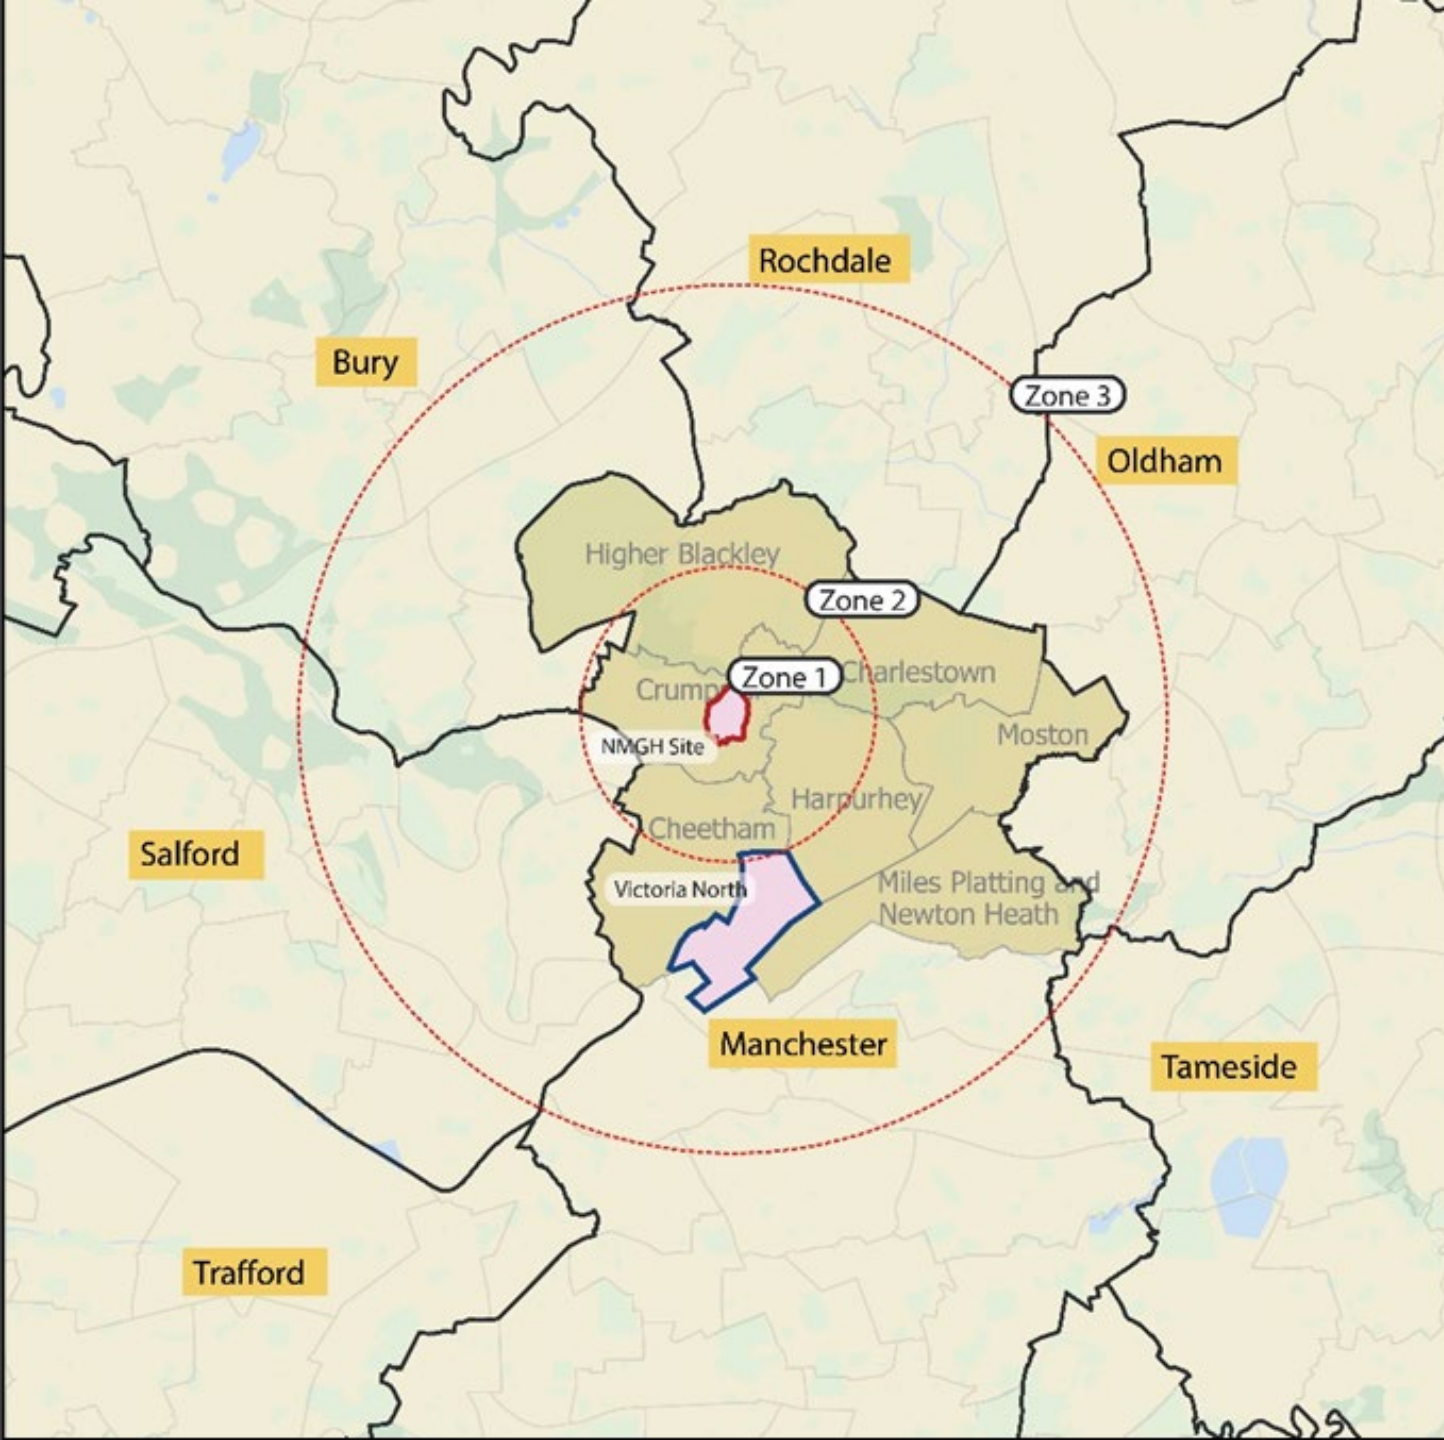 Rochdale
Bury
Zone 3
Oldham
Higher Blackley
Zone 2
Charlestown
Zone 1
Crump
NMGH Site
Moston
Harpurhey
Cheetham
Salford
Victoria North
Miles Platting and
Newton Heath
Manchester
Tameside
Trafford